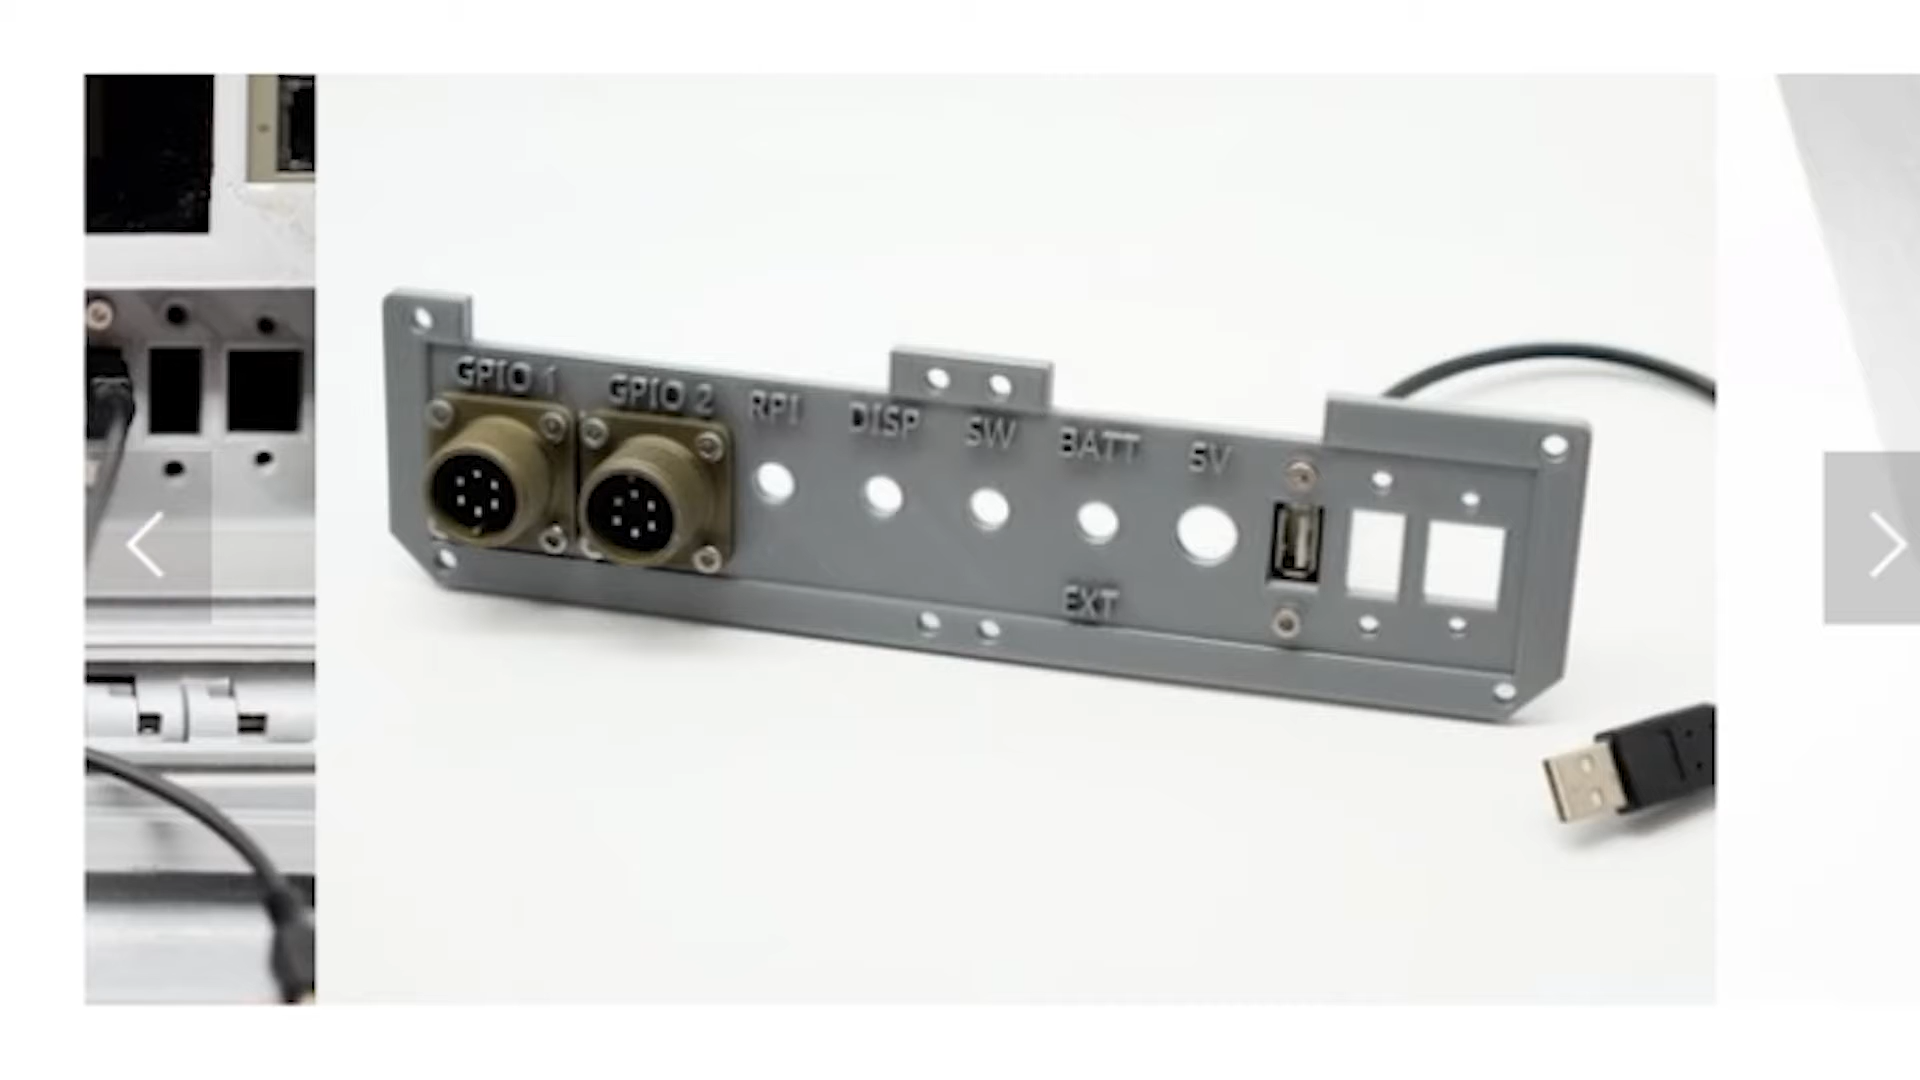 GPIO 1
GPIO 2
RPI
DISP
SW
BATT
5V
EXT